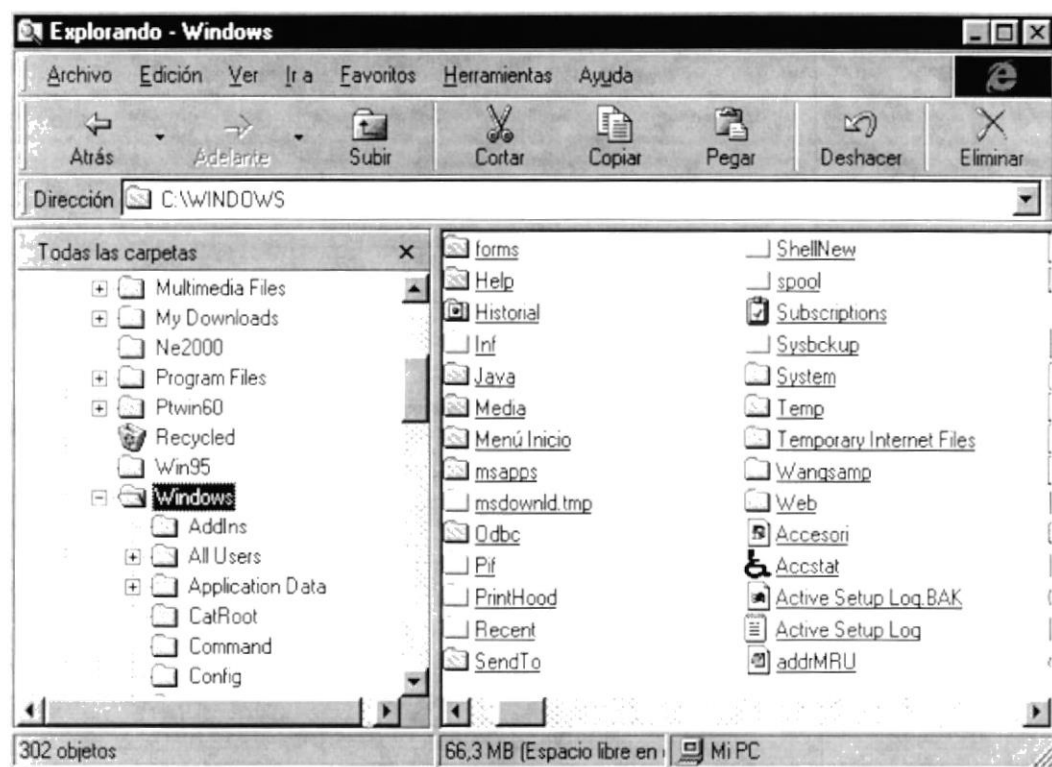 Explorando - Windows
Archivo Edición Ver Ir a Favoritos Herramientas Ayuda
Atrás Adelante Subir Cortar Copiar Pegar Deshacer Eliminar
Dirección C:\WINDOWS
Todas las carpetas
Multimedia Files
My Downloads
Ne2000
Program Files
Ptwin60
Recycled
Win95
Windows
AddIns
All Users
Application Data
CatRoot
Command
Config
forms
Help
Historial
Inf
Java
Media
Menú Inicio
msapps
msdownld.tmp
Odbc
Pif
PrintHood
Recent
SendTo
ShellNew
spool
Subscriptions
Sysbckup
System
Temp
Temporary Internet Files
Wangsamp
Web
Accesori
Accstat
Active Setup Log.BAK
Active Setup Log
addrMRU
302 objetos 66,3 MB (Espacio libre en Mi PC